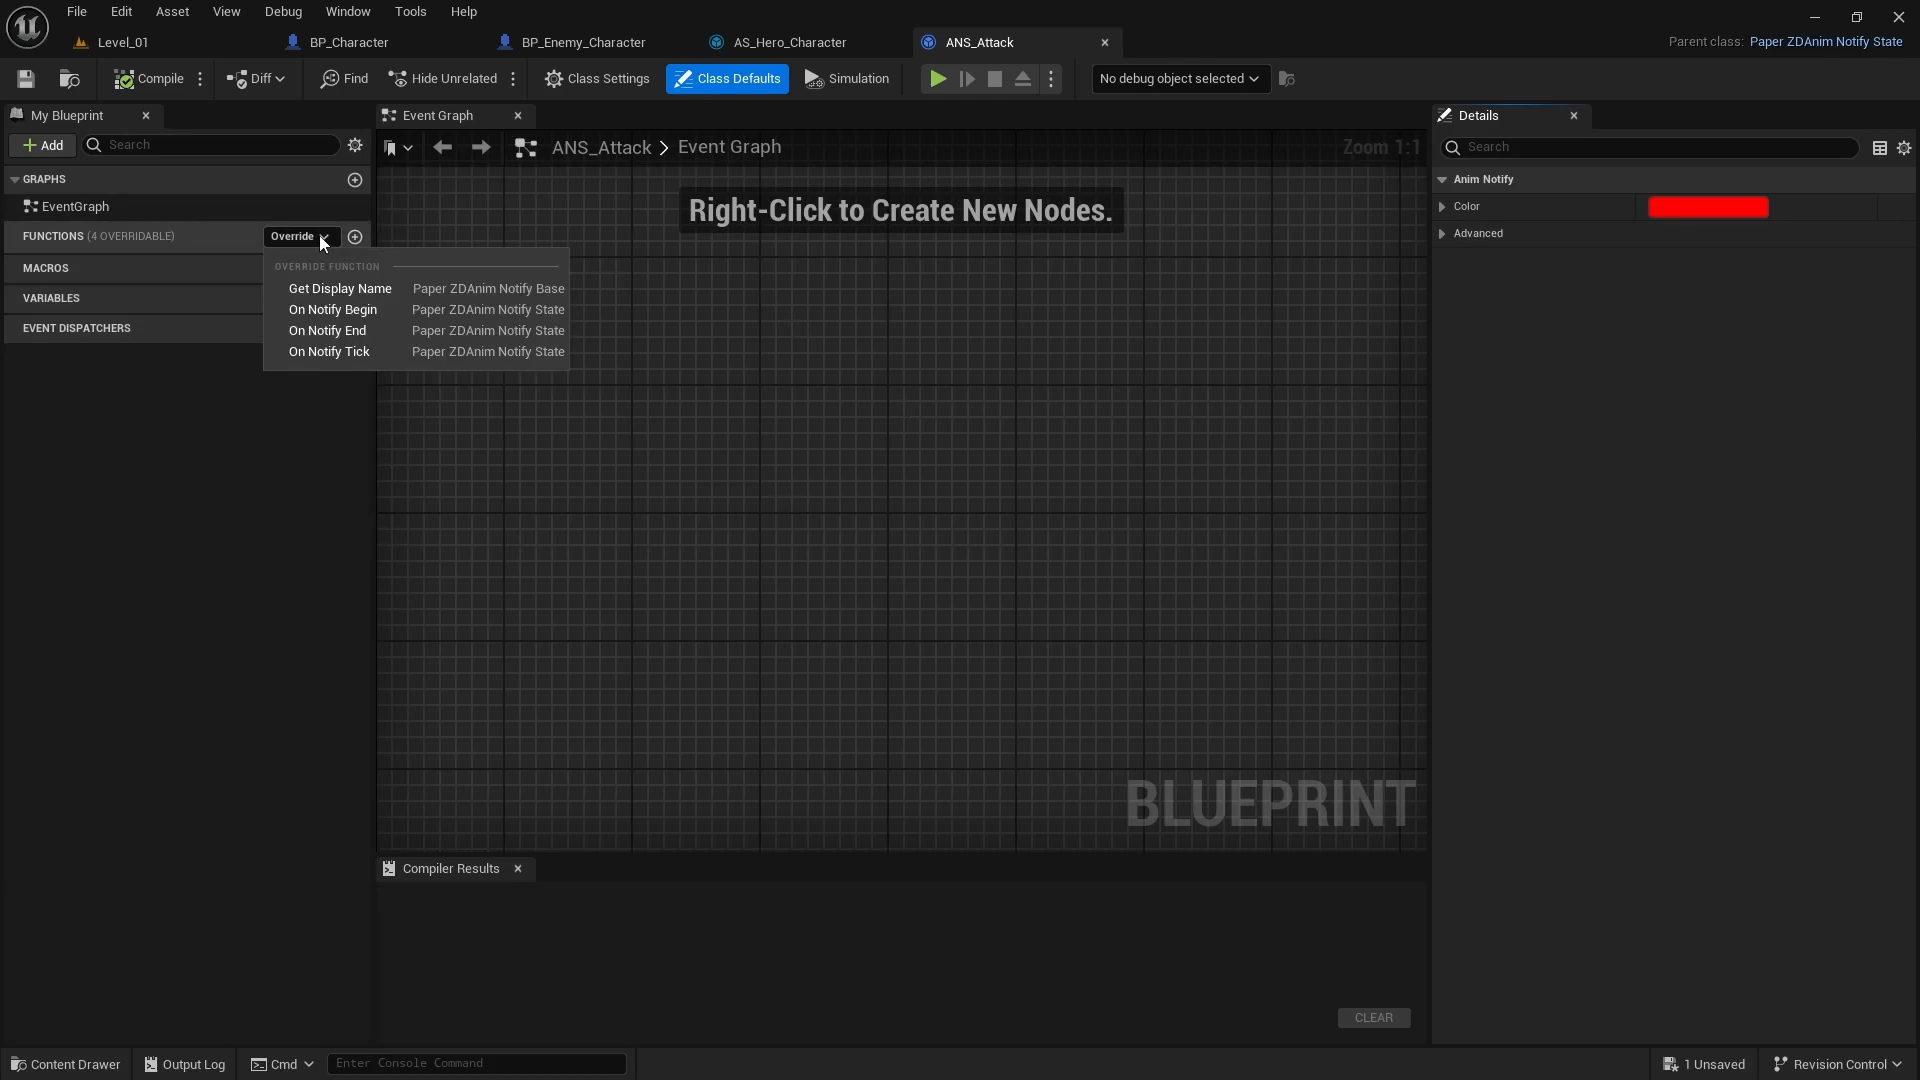 File Edit Asset View Debug Window Tools Help
Level_01 BP_Character BP_Enemy_Character AS_Hero_Character ANS_Attack Parent class: Paper ZDAnim Notify State
Compile Diff Find Hide Unrelated Class Settings Class Defaults Simulation No debug object selected
My Blueprint Event Graph Details
Add Search ANS_Attack > Event Graph Zoom 1:1 Search
GRAPHS Anim Notify
EventGraph Color
Right-Click to Create New Nodes.
FUNCTIONS (4 OVERRIDABLE) Override Advanced
OVERRIDE FUNCTION
MACROS
Get Display Name Paper ZDAnim Notify Base
VARIABLES
On Notify Begin Paper ZDAnim Notify State
EVENT DISPATCHERS
On Notify End Paper ZDAnim Notify State
On Notify Tick Paper ZDAnim Notify State
BLUEPRINT
Compiler Results
CLEAR
Content Drawer Output Log Cmd Enter Console Command 1 Unsaved Revision Control